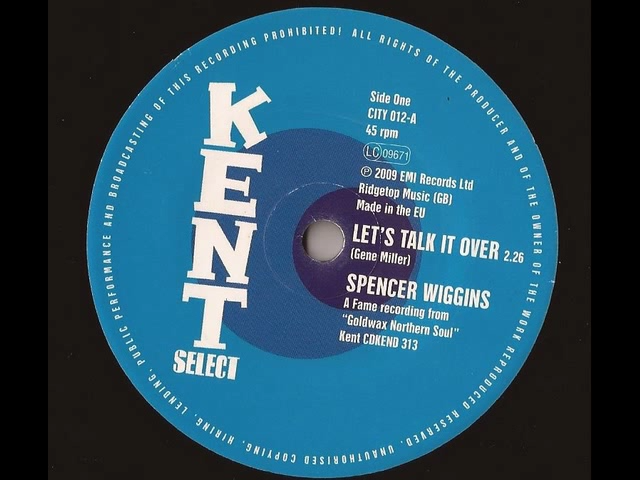 KENT
SELECT
Side One
CITY 012-A
45 rpm
LC 09671
℗ 2009 EMI Records Ltd
Ridgetop Music (GB)
Made in the EU
LET'S TALK IT OVER 2.26
(Gene Miller)
SPENCER WIGGINS
A Fame recording from
"Goldwax Northern Soul"
Kent CDKEND 313
ALL RIGHTS OF THE PRODUCER AND OF THE OWNER OF THE WORK REPRODUCED RESERVED. UNAUTHORISED COPYING, HIRING, LENDING, PUBLIC PERFORMANCE AND BROADCASTING OF THIS RECORDING PROHIBITED!